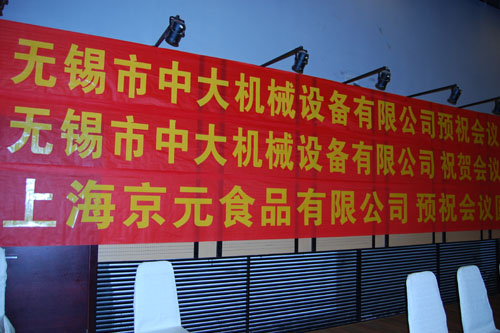 无锡市中大机械设备有限公司预祝会议
无锡市中大机械设备有限公司 祝贺会议
上海京元食品有限公司 预祝会议